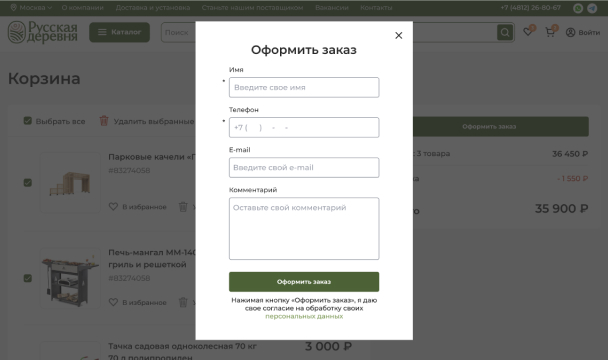 Москва О компании Доставка и установка Станьте нашим поставщиком Вакансии Контакты +7 (4812) 26-80-67
Русская деревня Каталог Поиск Войти
Корзина
Выбрать все Удалить выбранные
Оформить заказ
3 товара 36 450 ₽
- 1 550 ₽
35 900 ₽
Парковые качели
#83274058
В избранное
Печь-мангал ММ-140
гриль и решеткой
#83274058
В избранное
Тачка садовая одноколесная 70 кг
70 л полипропилен
3 000 ₽
Оформить заказ
Имя
* Введите свое имя
Телефон
* +7 ( ) - -
E-mail
Введите свой e-mail
Комментарий
Оставьте свой комментарий
Оформить заказ
Нажимая кнопку «Оформить заказ», я даю
свое согласие на обработку своих
персональных данных